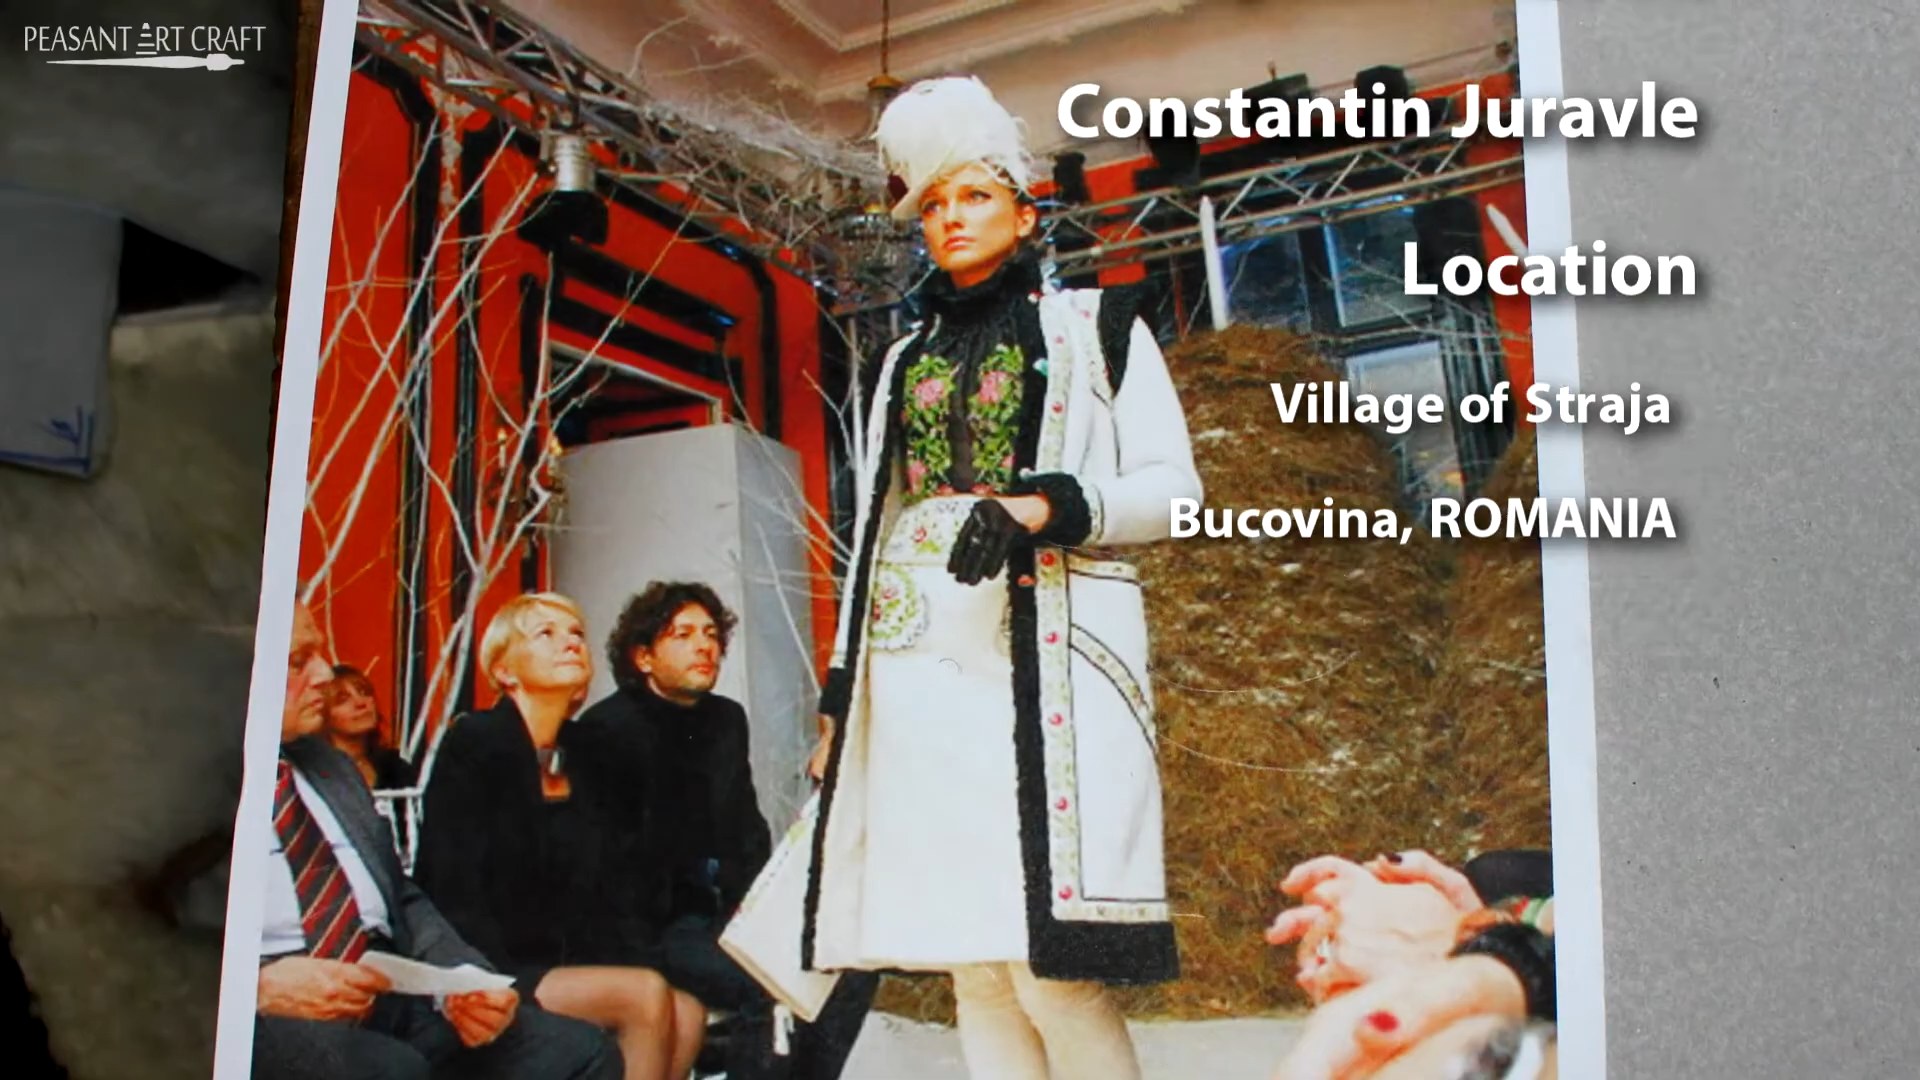 PEASANT ART CRAFT
Constantin Juravle
Location
Village of Straja
Bucovina, ROMANIA